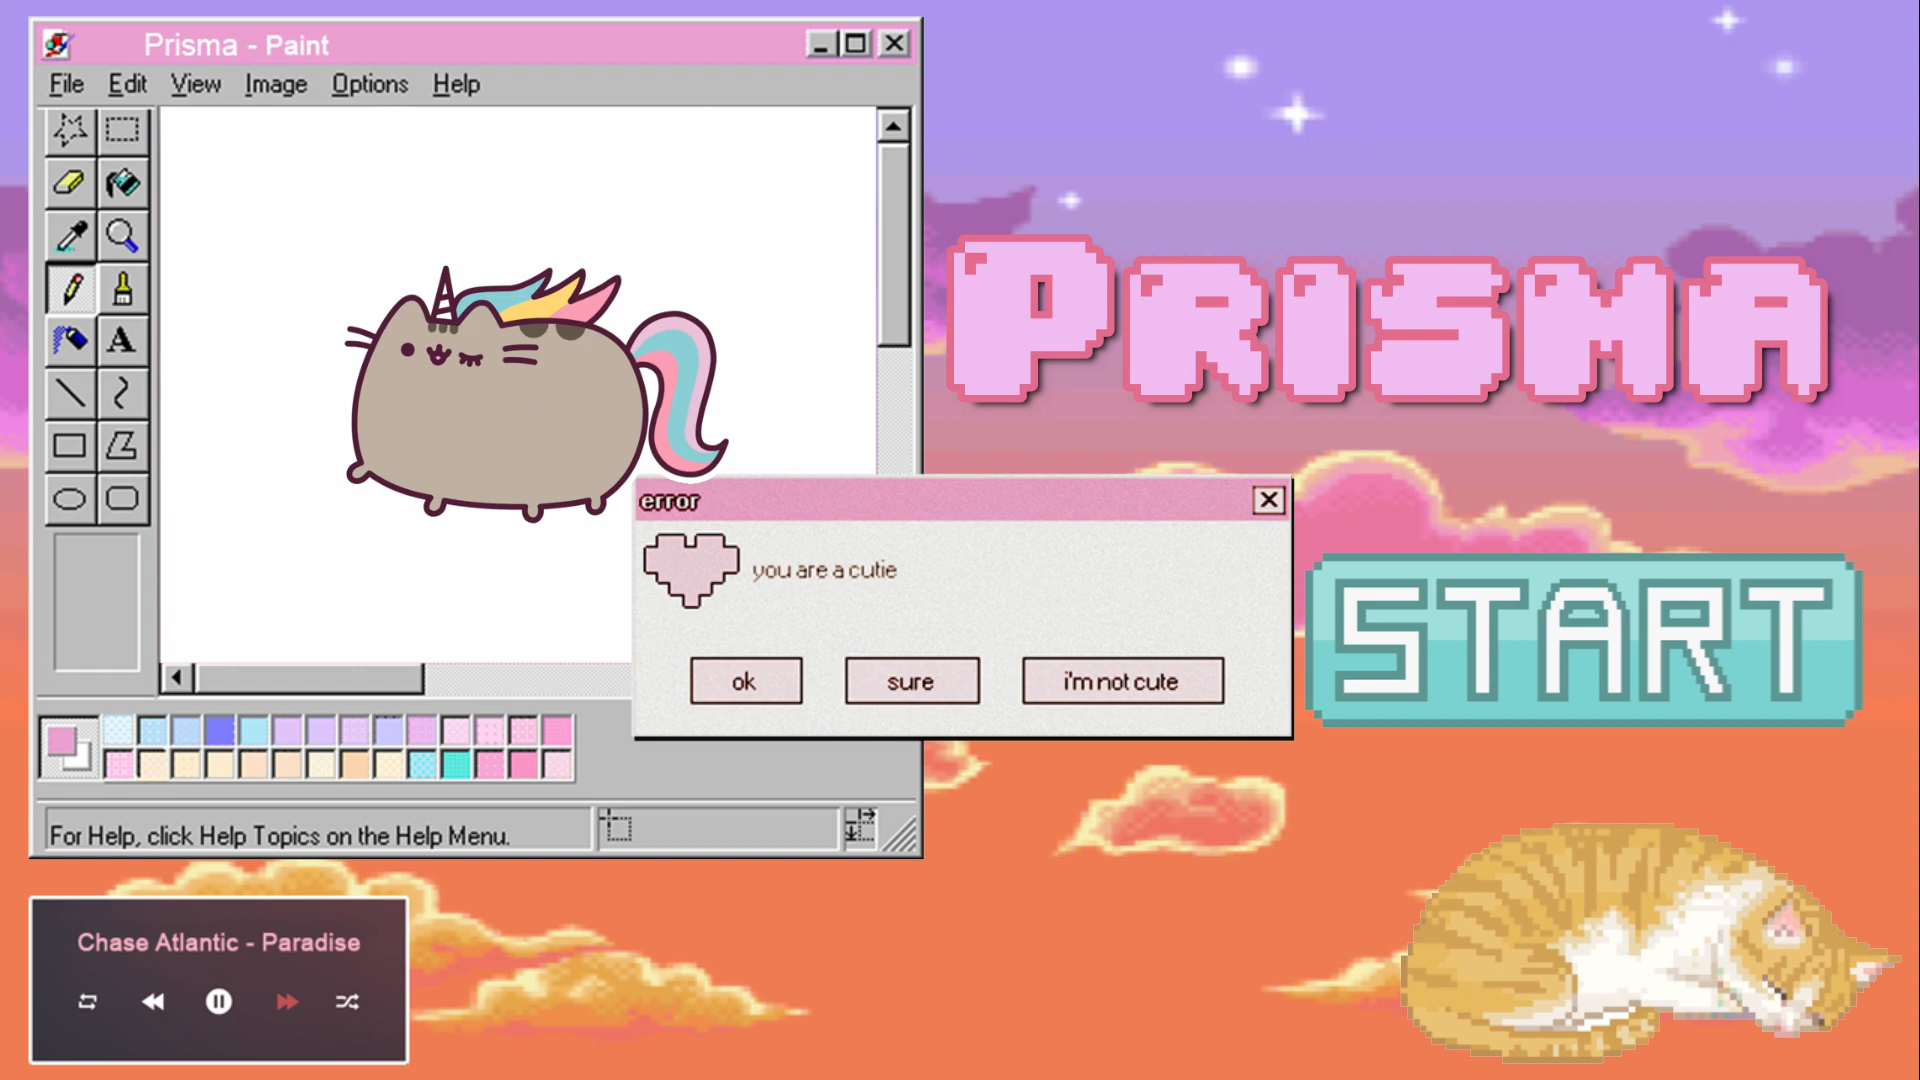 Prisma - Paint
File Edit View Image Options Help
PRISMA
error
you are a cutie
ok sure i'm not cute
START
For Help, click Help Topics on the Help Menu.
Chase Atlantic - Paradise